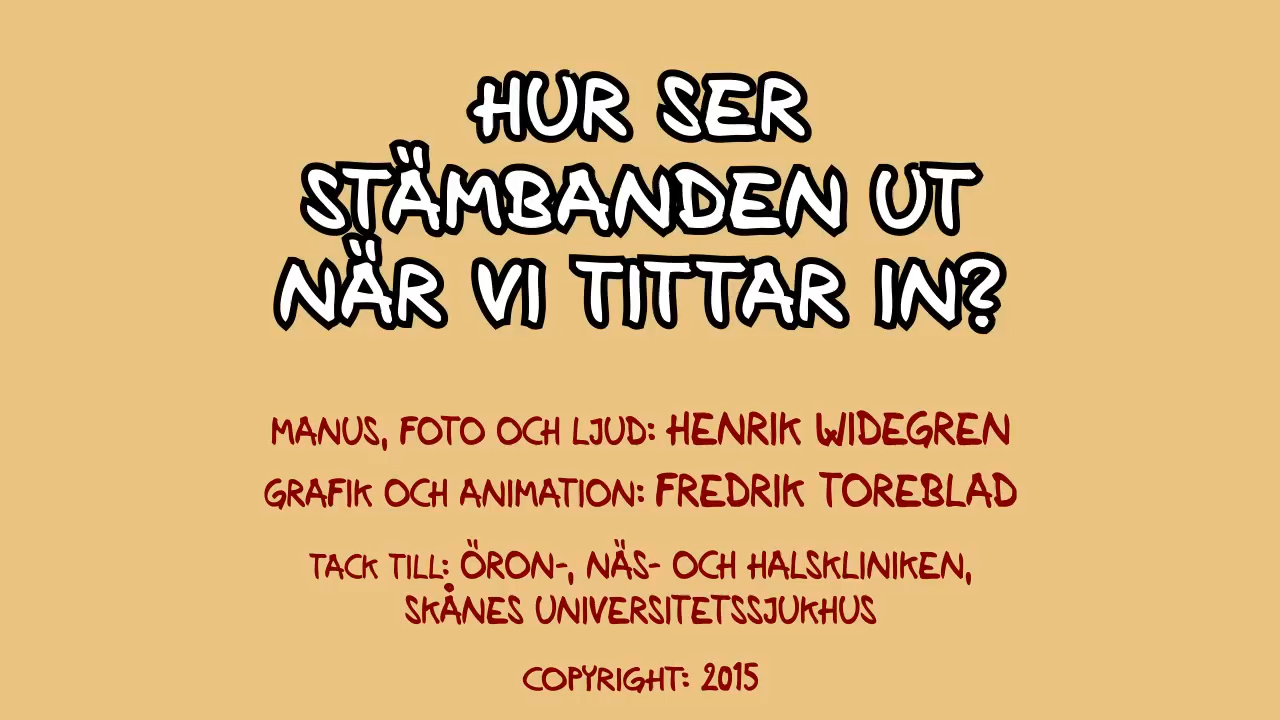 HUR SER
STÄMBANDEN UT
NÄR VI TITTAR IN?
MANUS, FOTO OCH LJUD: HENRIK WIDEGREN
GRAFIK OCH ANIMATION: FREDRIK TOREBLAD
TACK TILL: ÖRON-, NÄS- OCH HALSKLINIKEN,
SKÅNES UNIVERSITETSSJUKHUS
COPYRIGHT: 2015